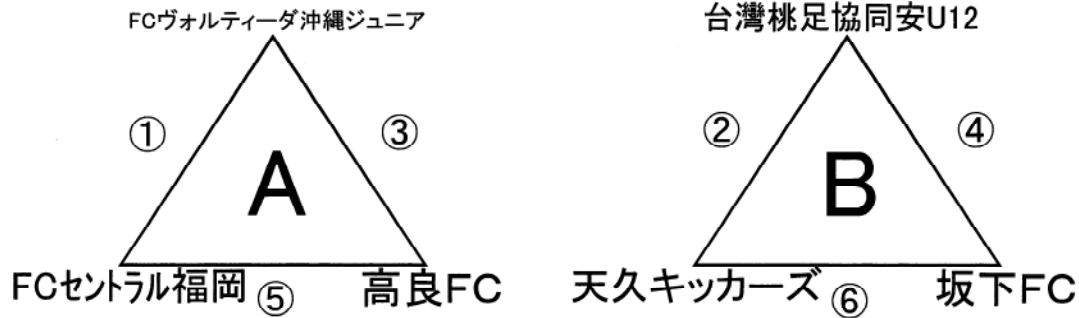 FCヴォルティーダ沖縄ジュニア
①
③
A
FCセントラル福岡
⑤
高良FC
台灣桃足協同安U12
②
④
B
天久キッカーズ
⑥
坂下FC